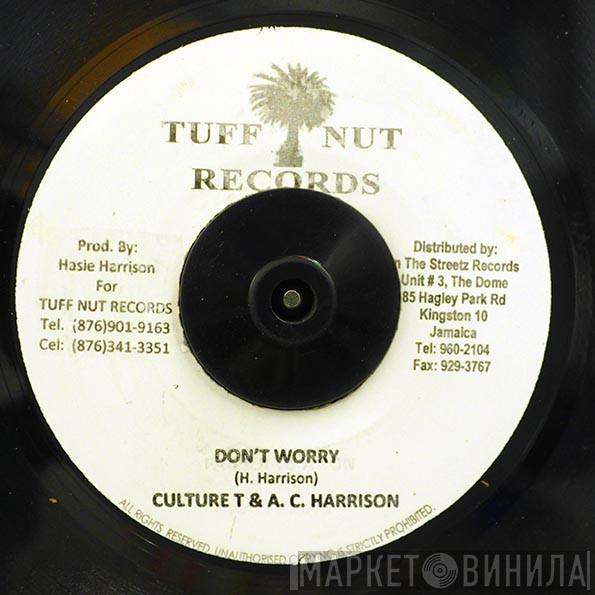 TUFF NUT
RECORDS
Prod. By:
Hasie Harrison
For
TUFF NUT RECORDS
Tel. (876)901-9163
Cel: (876)341-3351
Distributed by:
n The Streetz Records
Unit # 3, The Dome
85 Hagley Park Rd
Kingston 10
Jamaica
Tel: 960-2104
Fax: 929-3767
DON'T WORRY
(H. Harrison)
CULTURE T & A. C. HARRISON
ALL RIGHTS RESERVED. UNAUTHORISED COPYING IS STRICTLY PROHIBITED.
МАРКЕТ ВИНИЛА